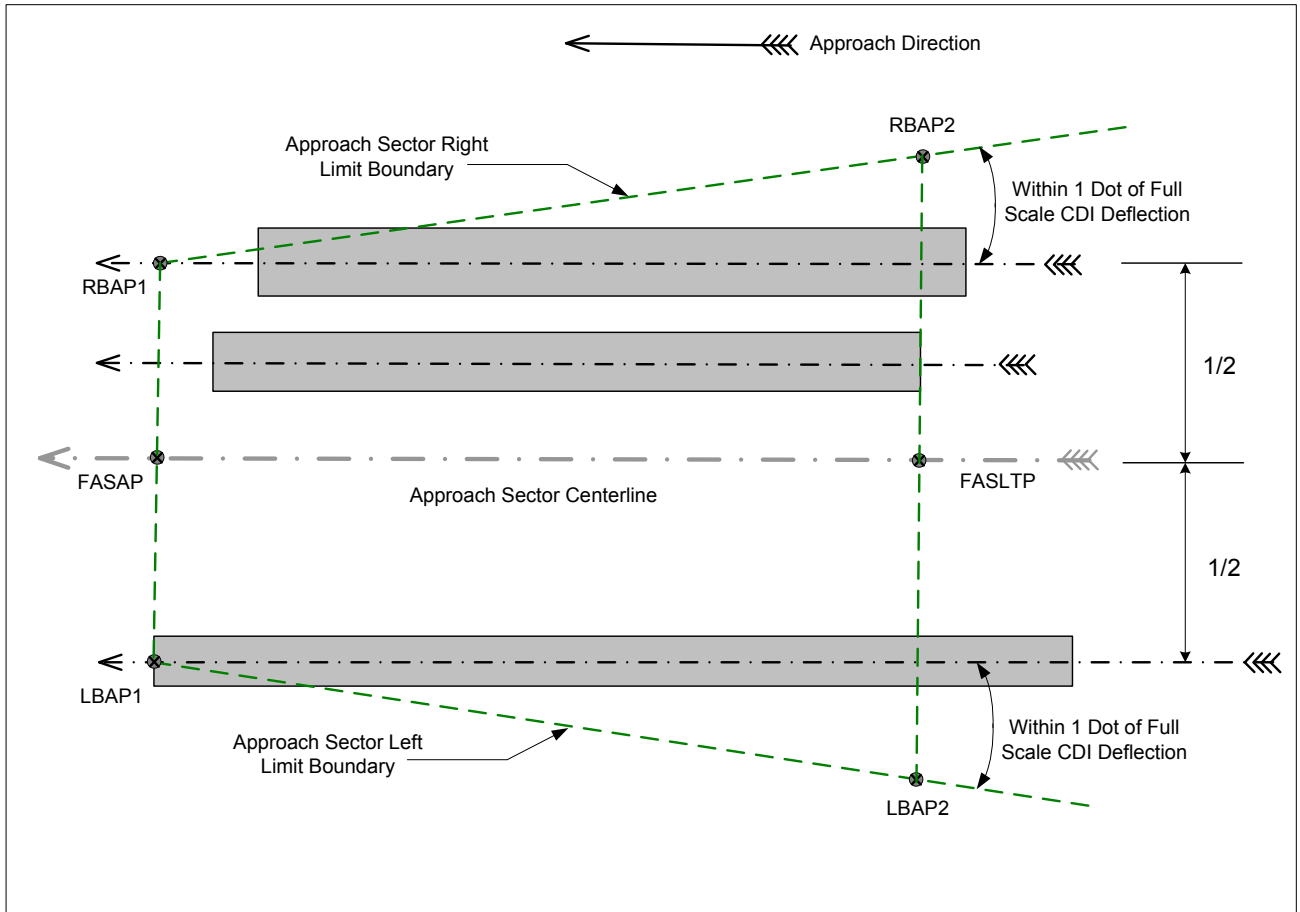 Approach Direction
RBAP2
Approach Sector Right
Limit Boundary
Within 1 Dot of Full
Scale CDI Deflection
RBAP1
1/2
FASAP
Approach Sector Centerline
FASLTP
1/2
LBAP1
Approach Sector Left
Limit Boundary
Within 1 Dot of Full
Scale CDI Deflection
LBAP2